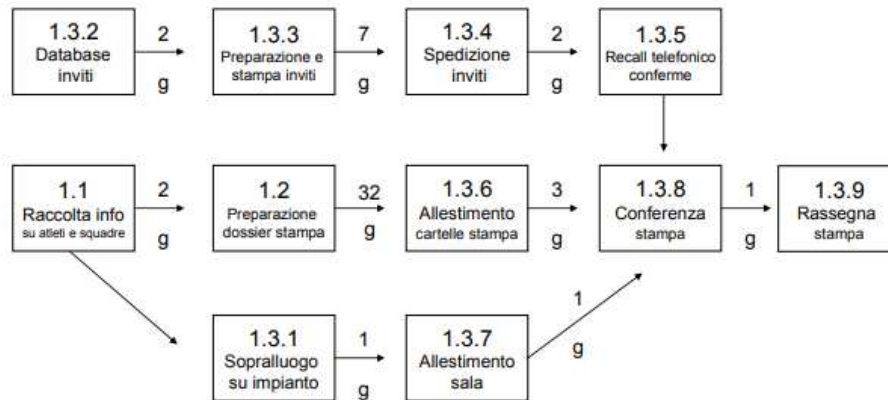 1.3.2
Database
inviti
2
g
1.3.3
Preparazione e
stampa inviti
7
g
1.3.4
Spedizione
inviti
2
g
1.3.5
Recall telefonico
conferme
1.1
Raccolta info
su atleti e squadre
2
g
1.2
Preparazione
dossier stampa
32
g
1.3.6
Allestimento
cartelle stampa
3
g
1.3.8
Conferenza
stampa
1
g
1.3.9
Rassegna
stampa
1.3.1
Sopralluogo
su impianto
1
g
1.3.7
Allestimento
sala
1
g